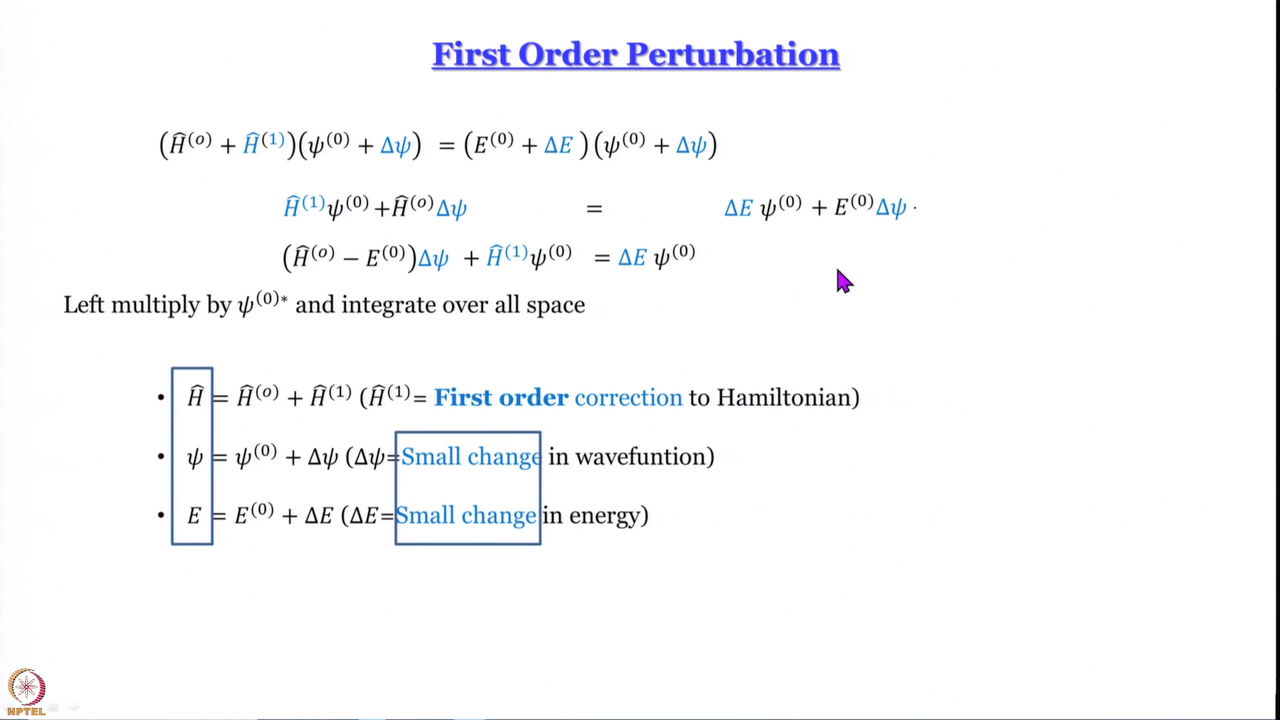 First Order Perturbation
(Ĥ⁽ᵒ⁾ + Ĥ⁽¹⁾)(ψ⁽⁰⁾ + Δψ) = (E⁽⁰⁾ + ΔE )(ψ⁽⁰⁾ + Δψ)
Ĥ⁽¹⁾ψ⁽⁰⁾+Ĥ⁽ᵒ⁾Δψ = ΔE ψ⁽⁰⁾ + E⁽⁰⁾Δψ ·
(Ĥ⁽ᵒ⁾ − E⁽⁰⁾)Δψ + Ĥ⁽¹⁾ψ⁽⁰⁾ = ΔE ψ⁽⁰⁾
Left multiply by ψ⁽⁰⁾* and integrate over all space
• Ĥ = Ĥ⁽ᵒ⁾ + Ĥ⁽¹⁾ (Ĥ⁽¹⁾= First order correction to Hamiltonian)
• ψ = ψ⁽⁰⁾ + Δψ (Δψ=Small change in wavefuntion)
• E = E⁽⁰⁾ + ΔE (ΔE=Small change in energy)
NPTEL